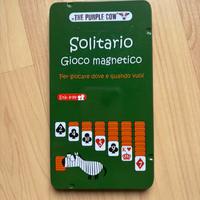 THE PURPLE COW
Solitario
Gioco magnetico
Per giocare dove e quando vuoi!